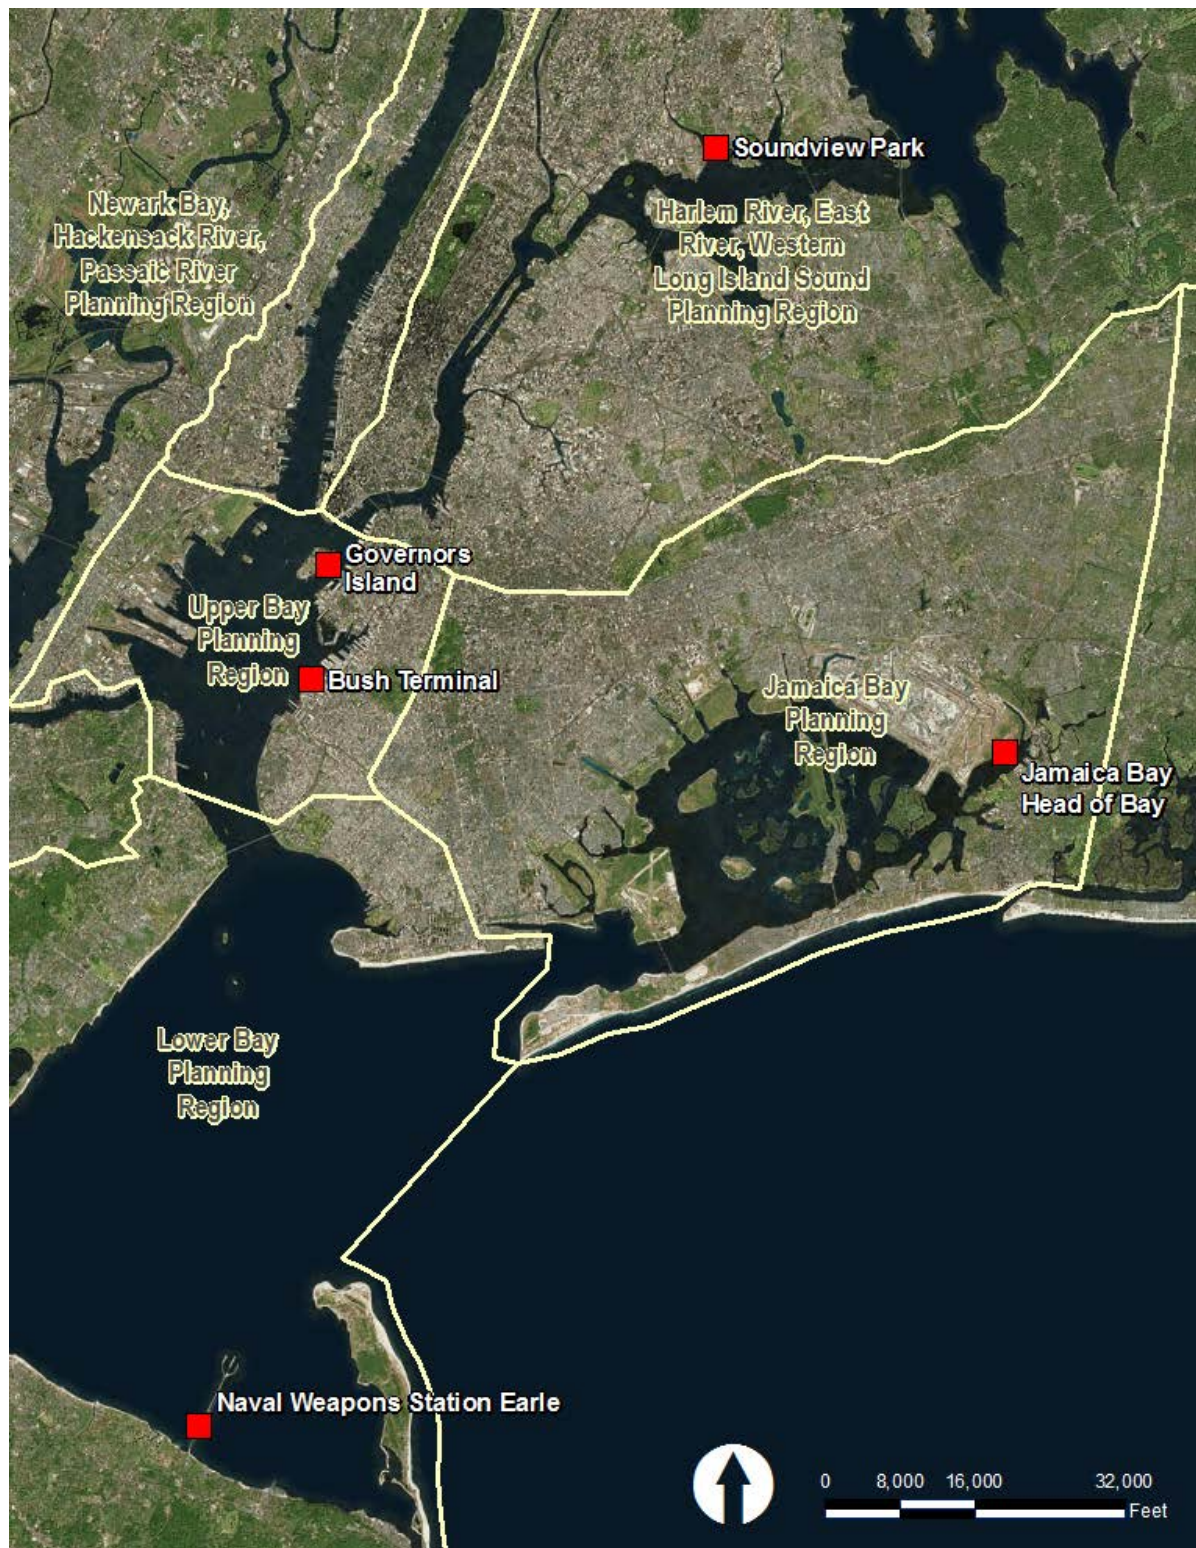 Soundview Park
Newark Bay,
Hackensack River,
Passaic River
Planning Region
Harlem River, East
River, Western
Long Island Sound
Planning Region
Governors
Island
Upper Bay
Planning
Region
Bush Terminal
Jamaica Bay
Planning
Region
Jamaica Bay
Head of Bay
Lower Bay
Planning
Region
Naval Weapons Station Earle
0 8,000 16,000 32,000
Feet